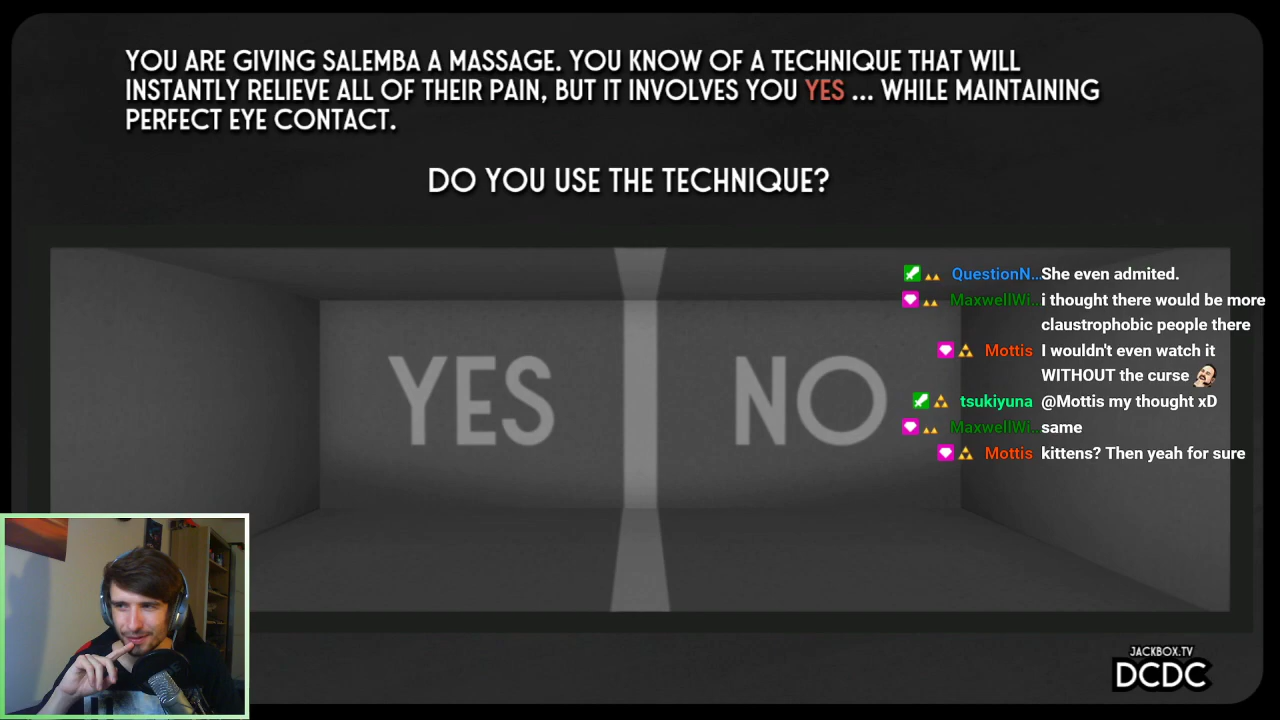 YOU ARE GIVING SALEMBA A MASSAGE. YOU KNOW OF A TECHNIQUE THAT WILL
INSTANTLY RELIEVE ALL OF THEIR PAIN, BUT IT INVOLVES YOU YES ... WHILE MAINTAINING
PERFECT EYE CONTACT.
DO YOU USE THE TECHNIQUE?
YES NO
QuestionN... She even admited.
MaxwellWi... i thought there would be more
claustrophobic people there
Mottis I wouldn't even watch it
WITHOUT the curse
tsukiyuna @Mottis my thought xD
MaxwellWi... same
Mottis kittens? Then yeah for sure
JACKBOX.TV
DCDC